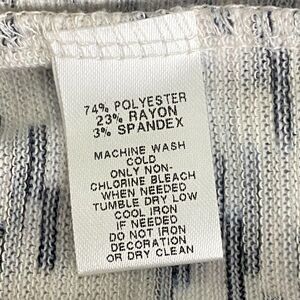 74% POLYESTER
23% RAYON
3% SPANDEX
MACHINE WASH
COLD
ONLY NON-
CHLORINE BLEACH
WHEN NEEDED
TUMBLE DRY LOW
COOL IRON
IF NEEDED
DO NOT IRON
DECORATION
OR DRY CLEAN